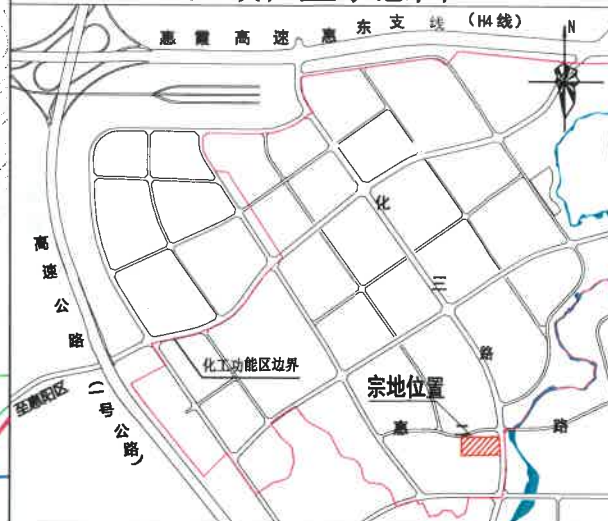 惠霞高速惠东支线(H4线)
N
化三路
高速公路(一号公路)
化工功能区边界
宗地位置
至惠阳区
惠二路